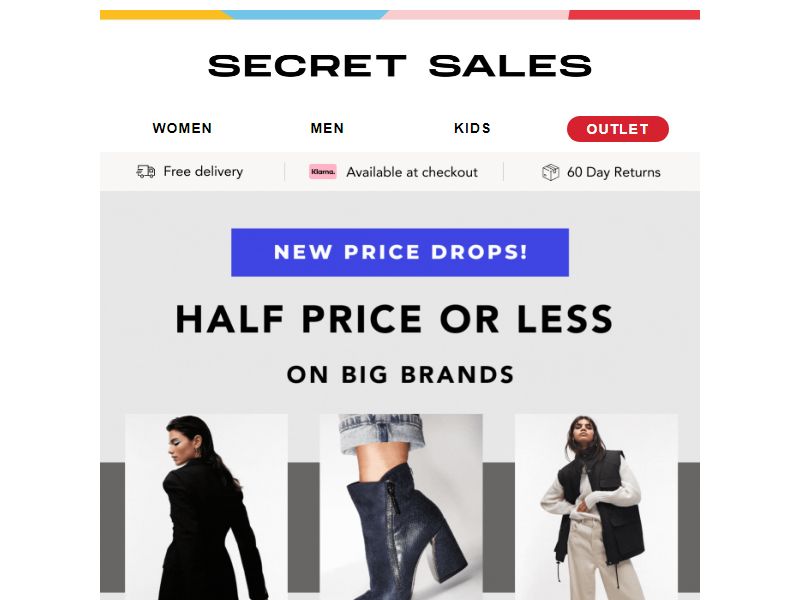 SECRET SALES
WOMEN MEN KIDS OUTLET
Free delivery Klarna. Available at checkout 60 Day Returns
NEW PRICE DROPS!
HALF PRICE OR LESS
ON BIG BRANDS